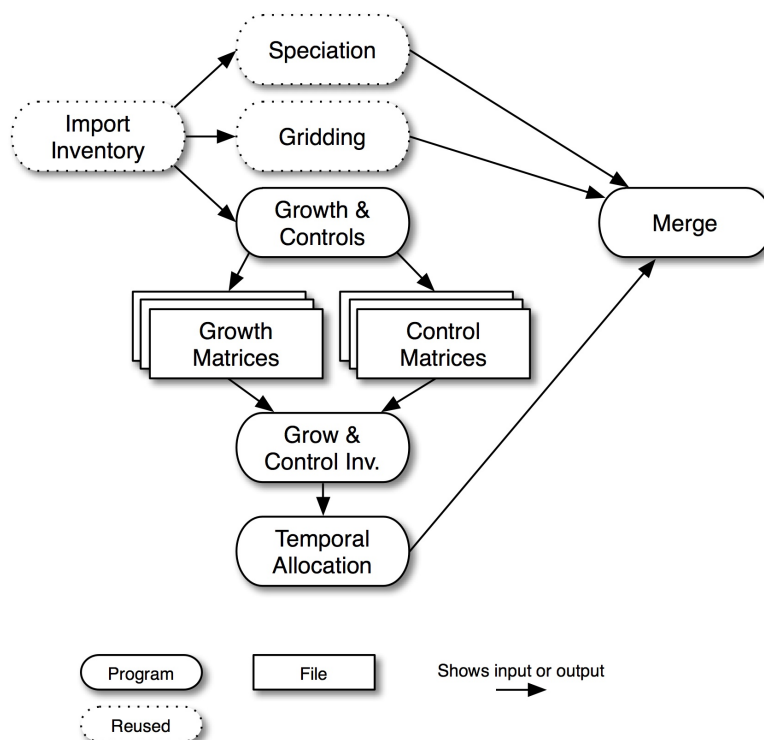 Speciation
Import
Inventory
Gridding
Growth &
Controls
Merge
Growth
Matrices
Control
Matrices
Grow &
Control Inv.
Temporal
Allocation
Program
File
Shows input or output
Reused